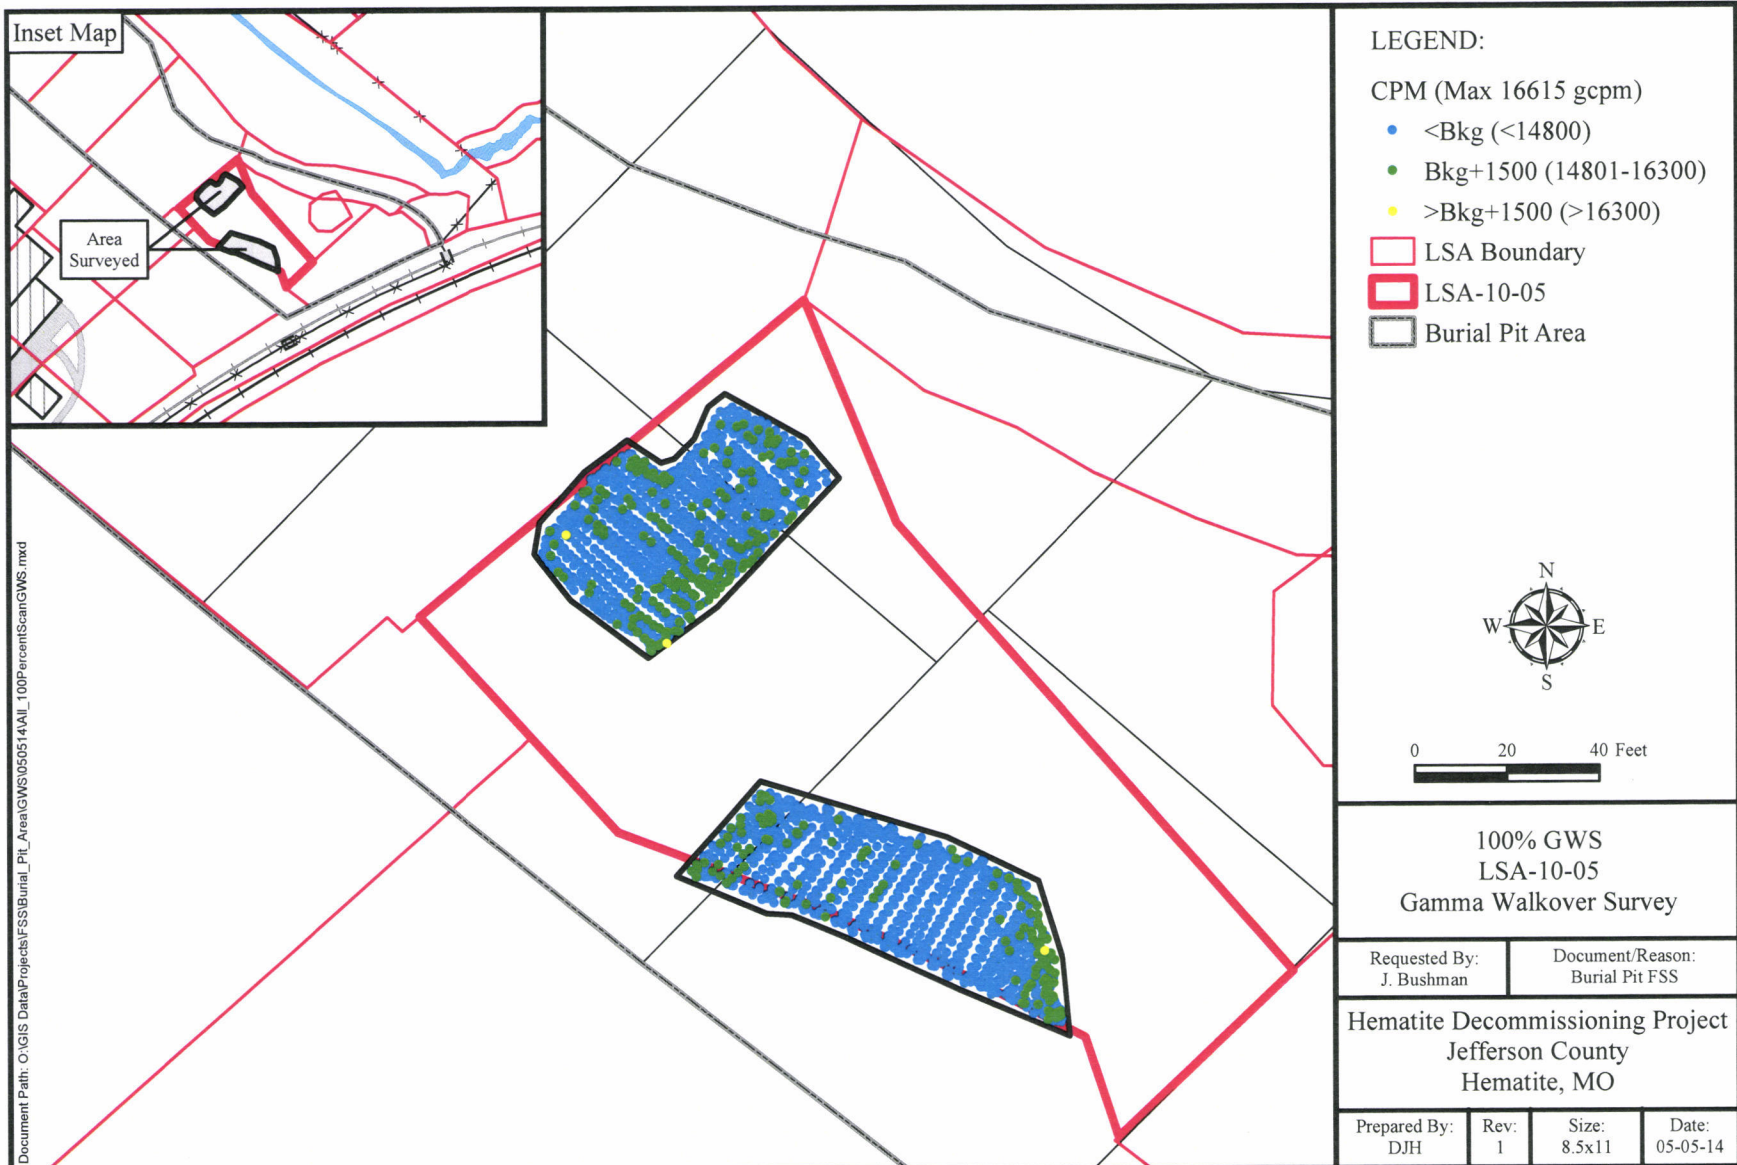 Inset Map
Area
Surveyed
Document Path: O:\GIS Data\Projects\FSS\Burial_Pit_Area\GWS\050514\All_100PercentScanGWS.mxd
LEGEND:
CPM (Max 16615 gcpm)
<Bkg (<14800)
Bkg+1500 (14801-16300)
>Bkg+1500 (>16300)
LSA Boundary
LSA-10-05
Burial Pit Area
N
W E
S
0 20 40 Feet
100% GWS
LSA-10-05
Gamma Walkover Survey
Requested By:
J. Bushman
Document/Reason:
Burial Pit FSS
Hematite Decommissioning Project
Jefferson County
Hematite, MO
Prepared By:
DJH
Rev:
1
Size:
8.5x11
Date:
05-05-14